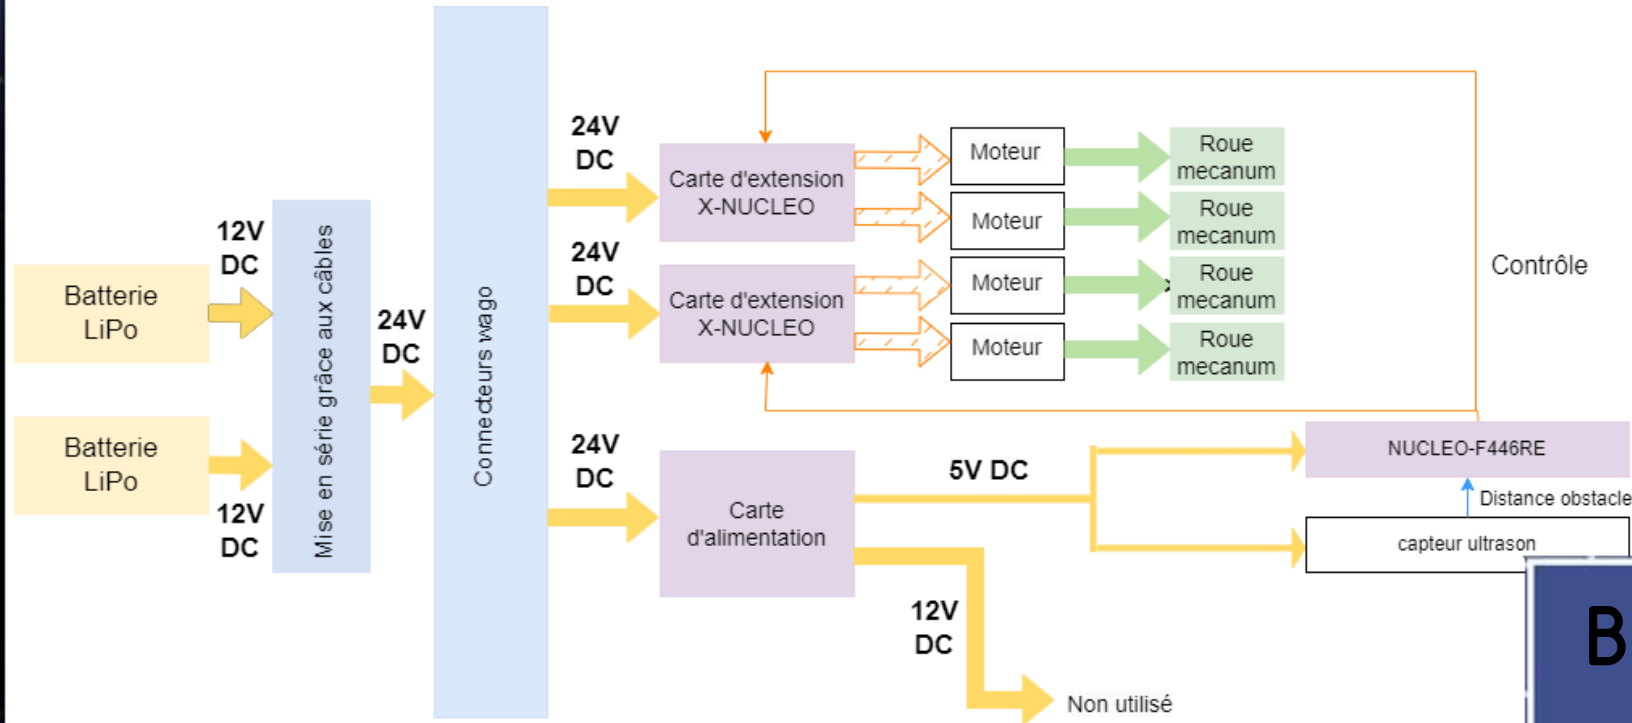 Batterie
LiPo
12V
DC
Batterie
LiPo
12V
DC
Mise en série grâce aux câbles
24V
DC
Connecteurs wago
24V
DC
Carte d'extension
X-NUCLEO
24V
DC
Carte d'extension
X-NUCLEO
Moteur
Roue
mecanum
Moteur
Roue
mecanum
Moteur
Roue
mecanum
Moteur
Roue
mecanum
Contrôle
24V
DC
Carte
d'alimentation
5V DC
NUCLEO-F446RE
Distance obstacle
capteur ultrason
12V
DC
Non utilisé
B